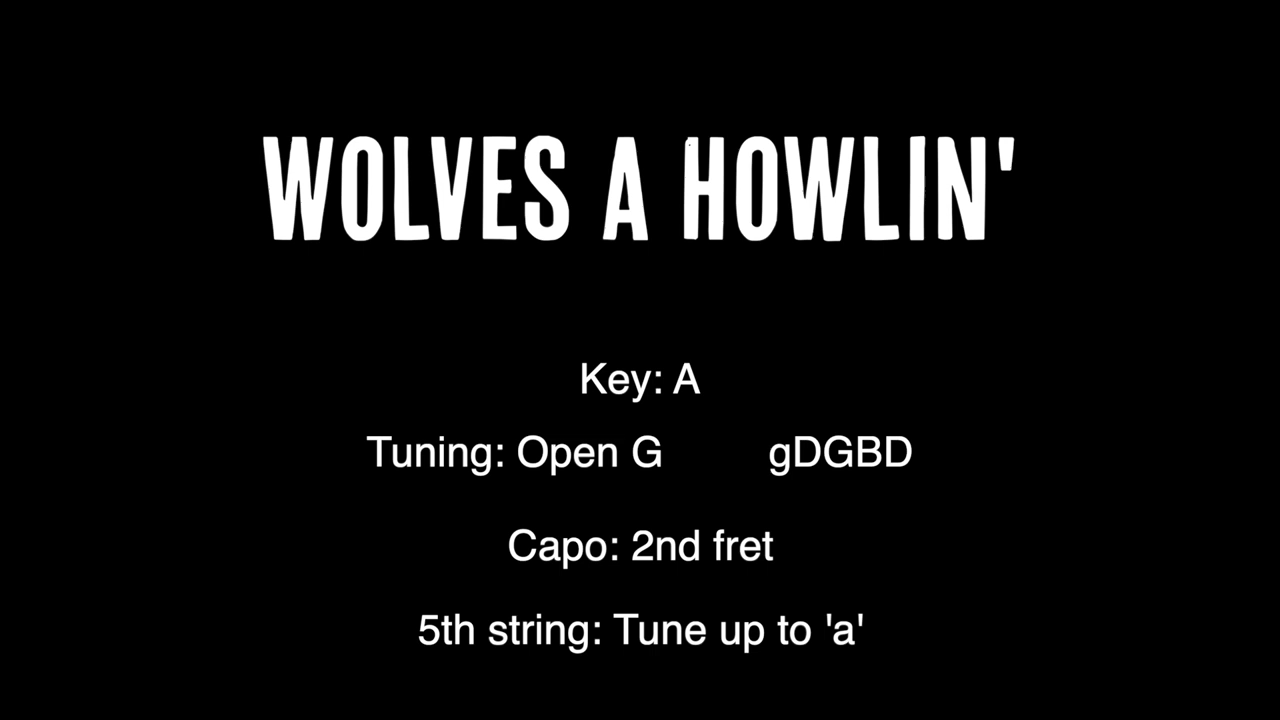 WOLVES A HOWLIN'
Key: A
Tuning: Open G gDGBD
Capo: 2nd fret
5th string: Tune up to 'a'